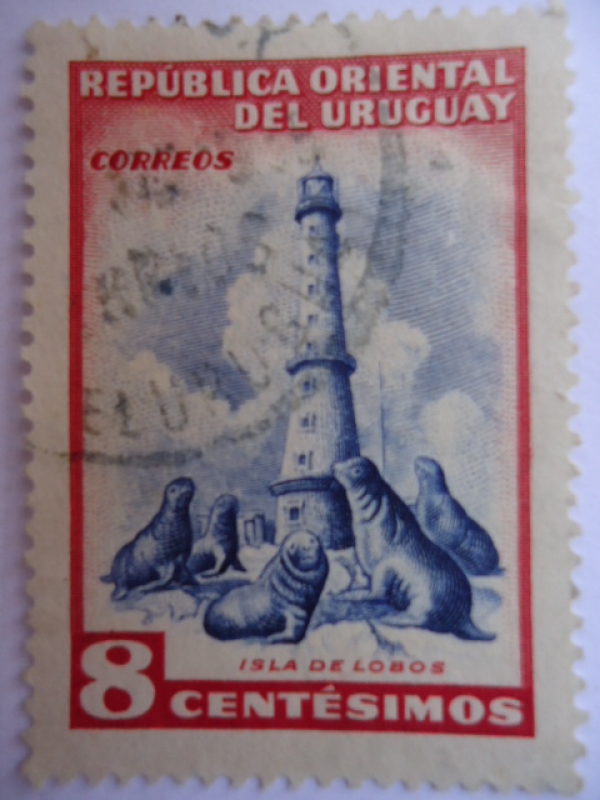 REPÚBLICA ORIENTAL
DEL URUGUAY
CORREOS
ISLA DE LOBOS
8 CENTÉSIMOS